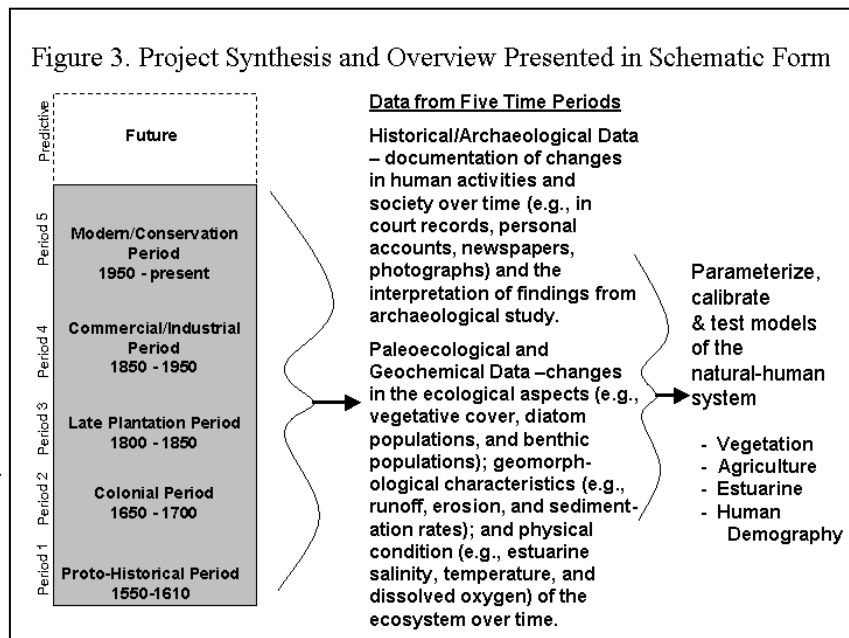 Figure 3. Project Synthesis and Overview Presented in Schematic Form
Predictive
Future
Period 5
Modern/Conservation
Period
1950 - present
Period 4
Commercial/Industrial
Period
1850 - 1950
Period 3
Late Plantation Period
1800 - 1850
Period 2
Colonial Period
1650 - 1700
Period 1
Proto-Historical Period
1550-1610
Data from Five Time Periods
Historical/Archaeological Data
– documentation of changes
in human activities and
society over time (e.g., in
court records, personal
accounts, newspapers,
photographs) and the
interpretation of findings from
archaeological study.
Paleoecological and
Geochemical Data –changes
in the ecological aspects (e.g.,
vegetative cover, diatom
populations, and benthic
populations); geomorph-
ological characteristics (e.g.,
runoff, erosion, and sediment-
ation rates); and physical
condition (e.g., estuarine
salinity, temperature, and
dissolved oxygen) of the
ecosystem over time.
Parameterize,
calibrate
& test models
of the
natural-human
system
- Vegetation
- Agriculture
- Estuarine
- Human
Demography